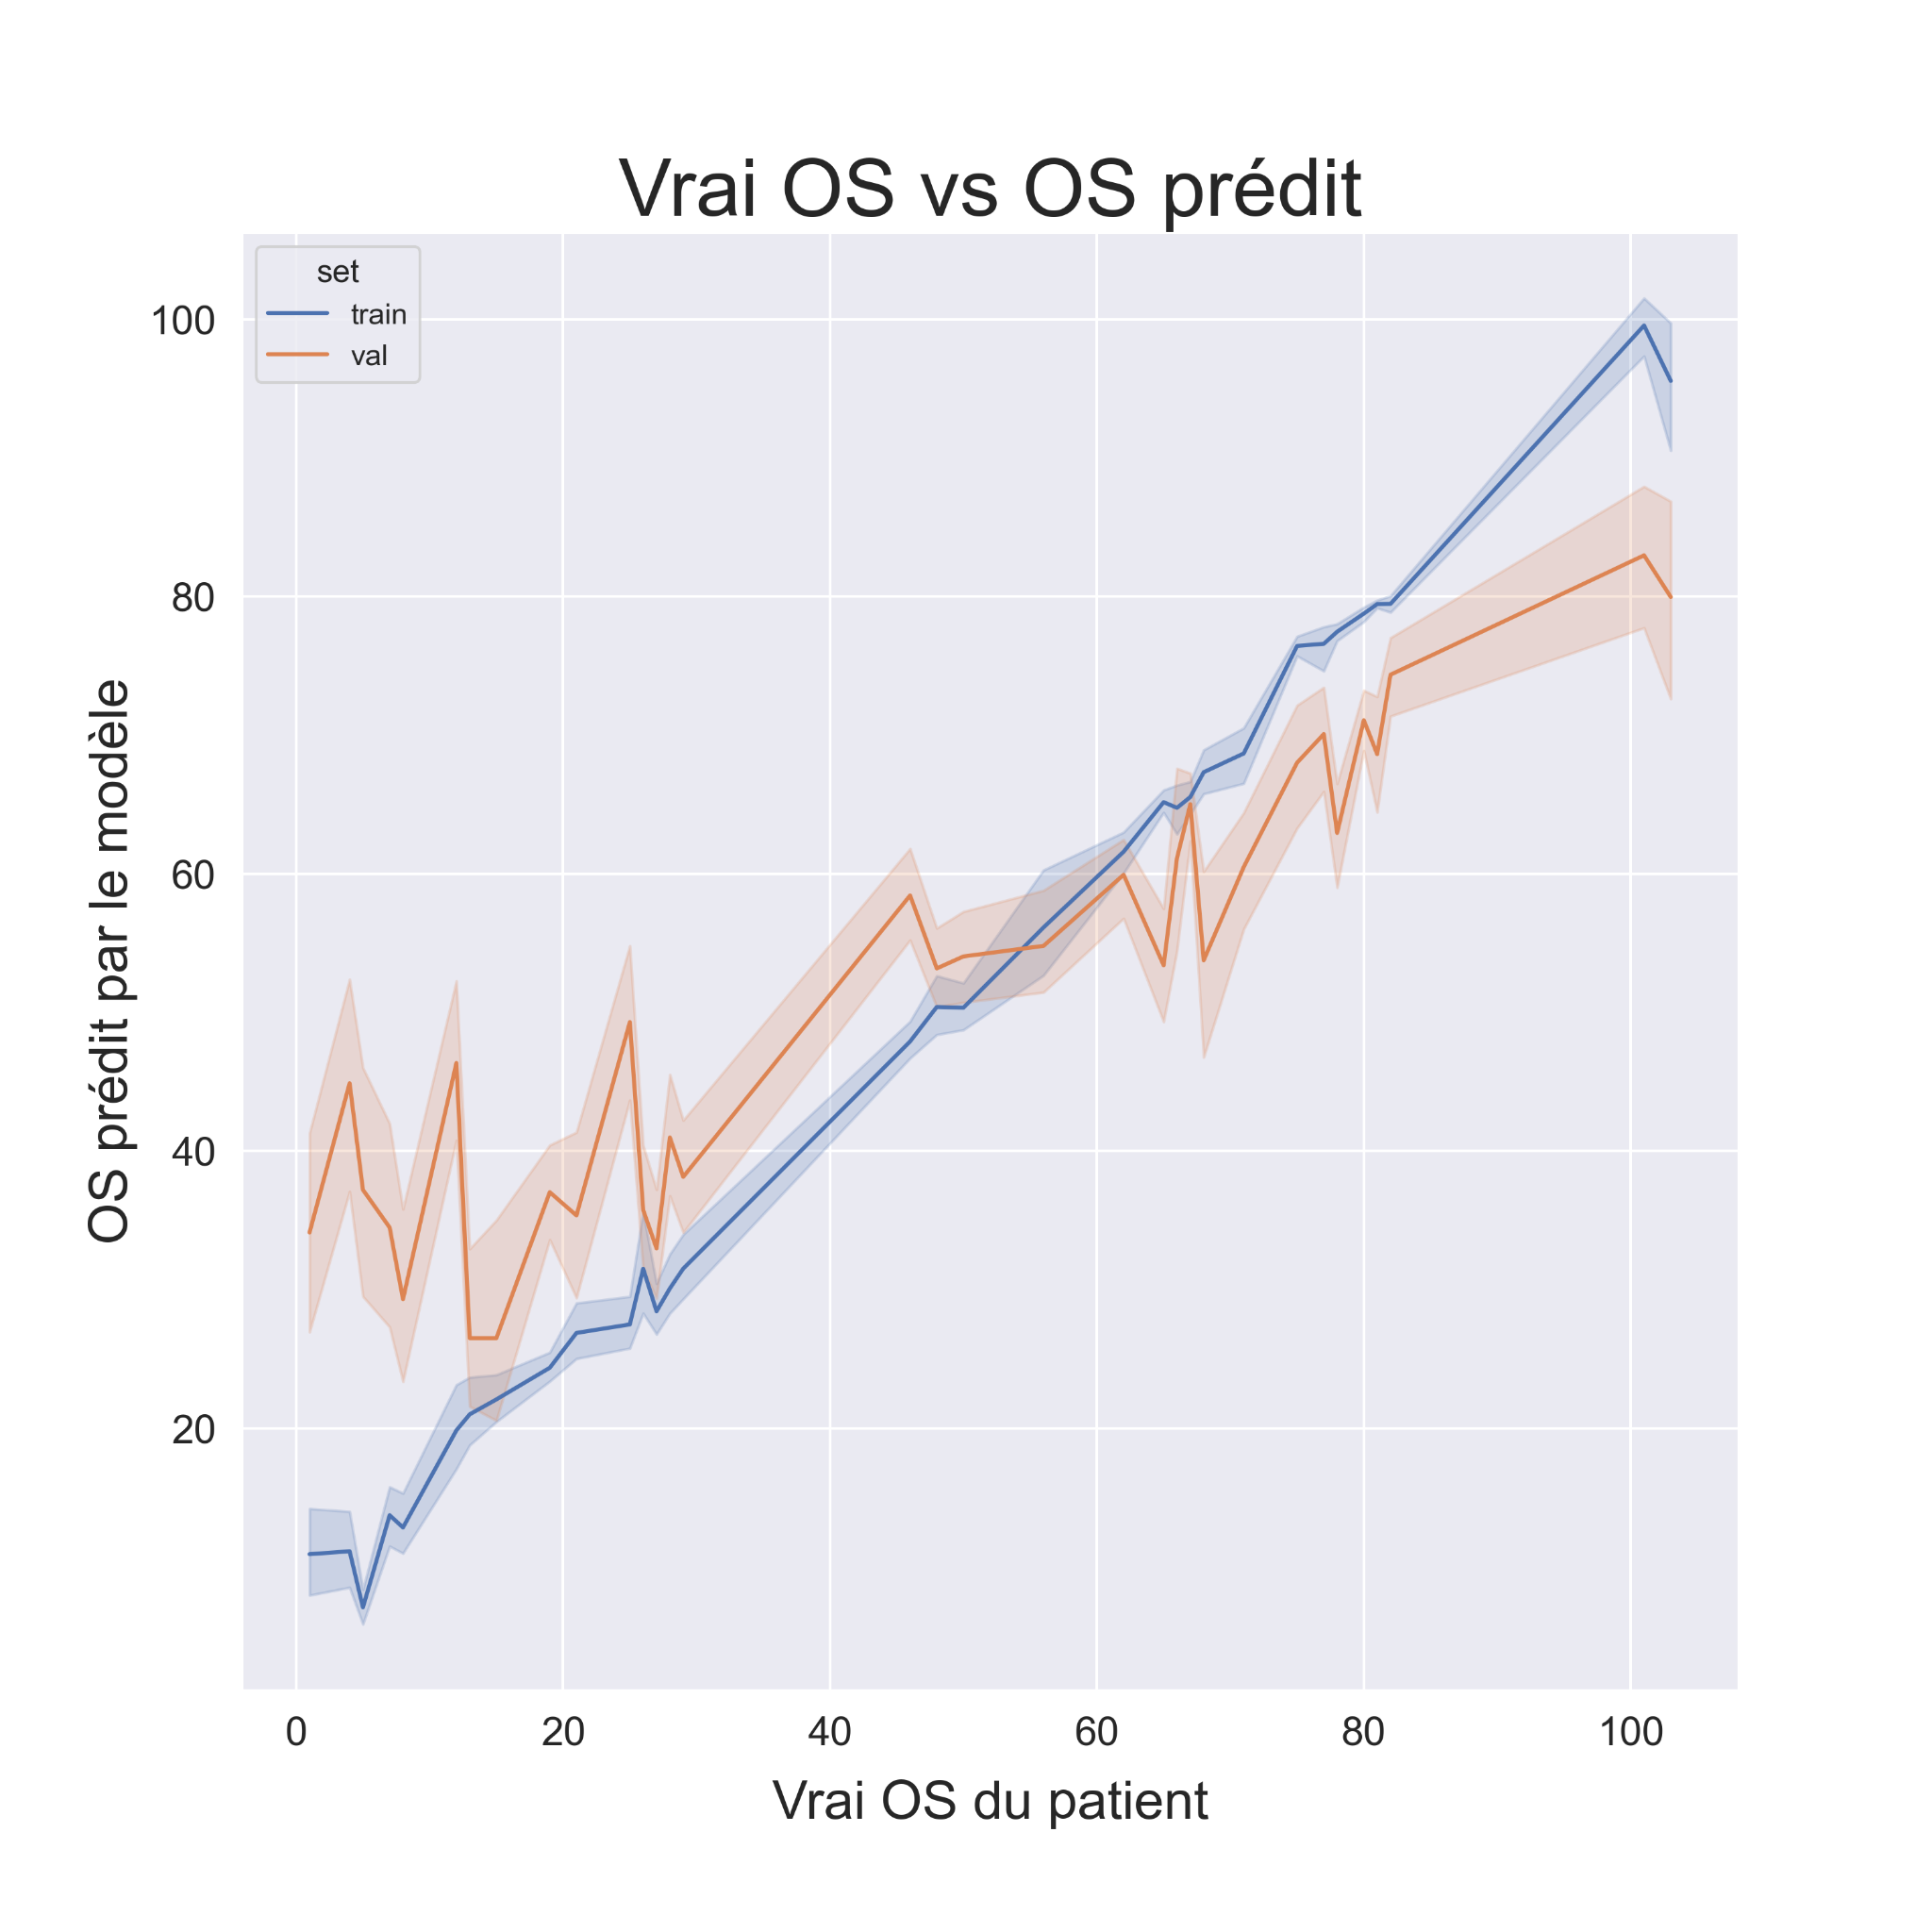 Vrai OS vs OS prédit
set
train
val
100
80
60
40
20
OS prédit par le modèle
0 20 40 60 80 100
Vrai OS du patient